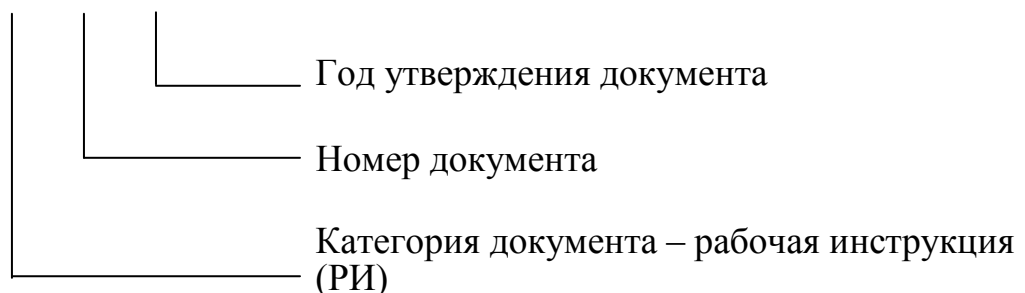 Год утверждения документа
Номер документа
Категория документа – рабочая инструкция
(РИ)